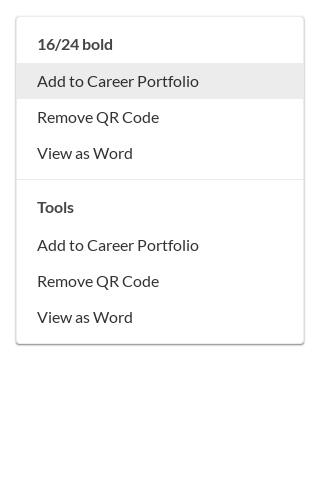 16/24 bold
Add to Career Portfolio
Remove QR Code
View as Word
Tools
Add to Career Portfolio
Remove QR Code
View as Word